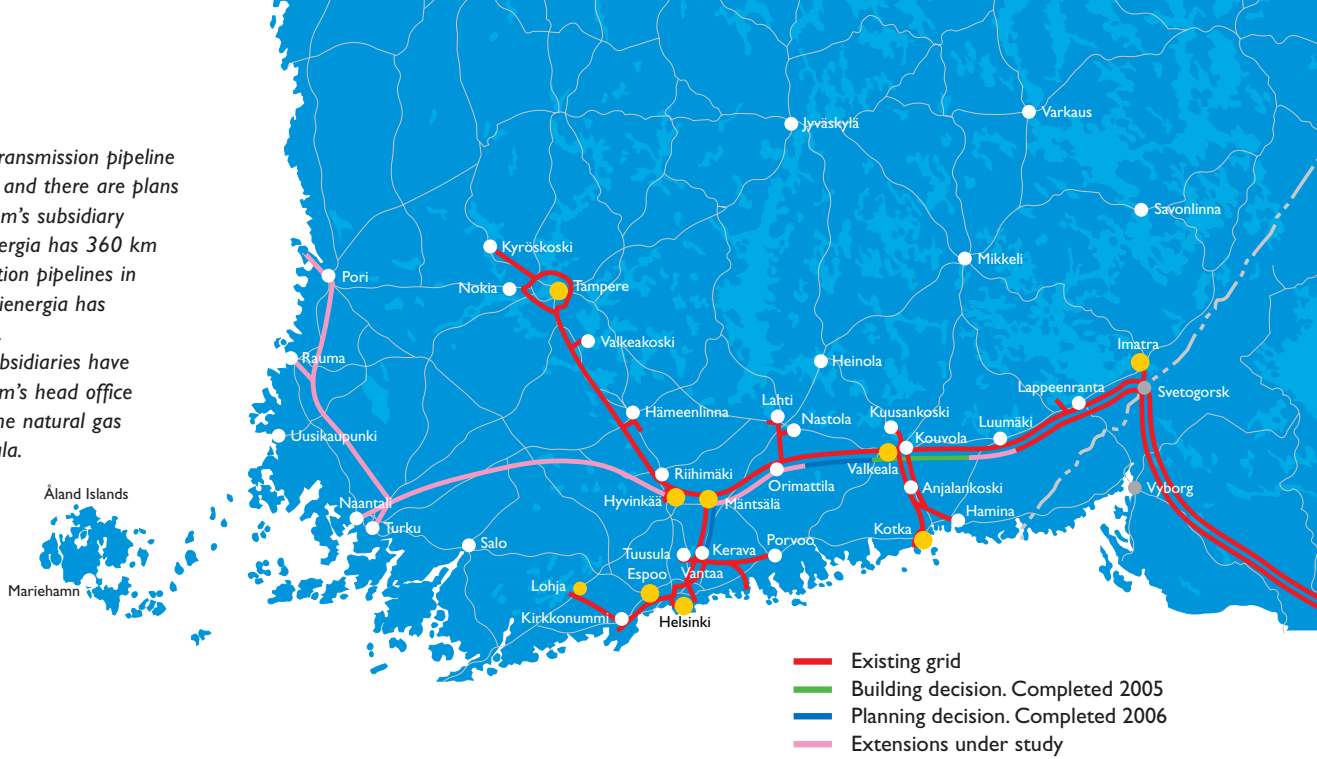 ransmission pipeline
and there are plans
m's subsidiary
ergia has 360 km
tion pipelines in
ienergia has
bsidiaries have
m's head office
he natural gas
la.
Jyväskylä
Varkaus
Savonlinna
Kyröskoski
Mikkeli
Pori
Nokia
Tampere
Valkeakoski
Imatra
Rauma
Heinola
Lappeenranta
Svetogorsk
Hämeenlinna
Lahti
Nastola
Kuusankoski
Luumäki
Uusikaupunki
Kouvola
Valkeala
Riihimäki
Orimattila
Anjalankoski
Vyborg
Åland Islands
Naantali
Hyvinkää
Mäntsälä
Hamina
Turku
Kotka
Salo
Tuusula
Kerava
Porvoo
Mariehamn
Lohja
Espoo
Vantaa
Kirkkonummi
Helsinki
Existing grid
Building decision. Completed 2005
Planning decision. Completed 2006
Extensions under study